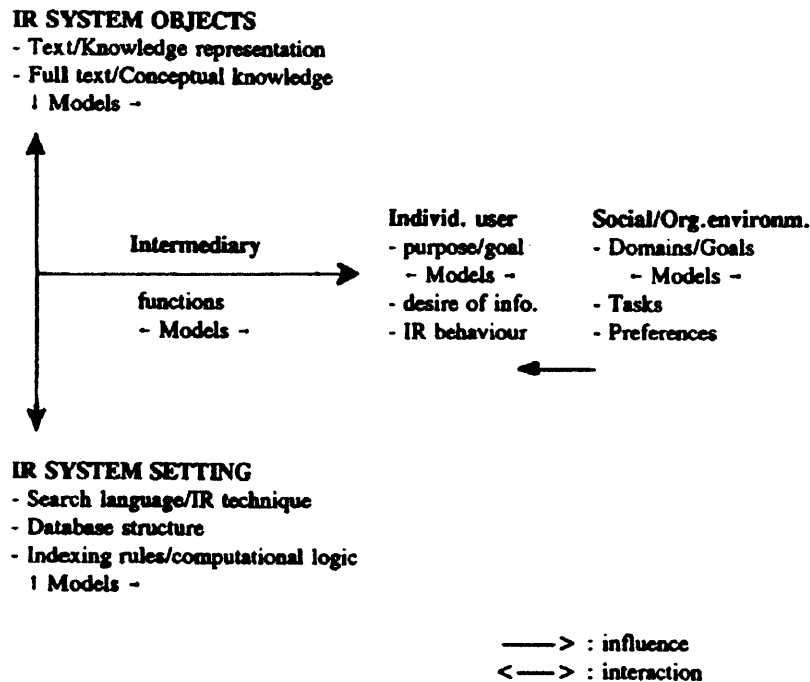 IR SYSTEM OBJECTS
- Text/Knowledge representation
- Full text/Conceptual knowledge
↓ Models →
Intermediary
functions
← Models →
Individ. user
- purpose/goal
← Models →
- desire of info.
- IR behaviour
Social/Org.environm.
- Domains/Goals
← Models →
- Tasks
- Preferences
IR SYSTEM SETTING
- Search language/IR technique
- Database structure
- Indexing rules/computational logic
↑ Models →
——> : influence
<——> : interaction